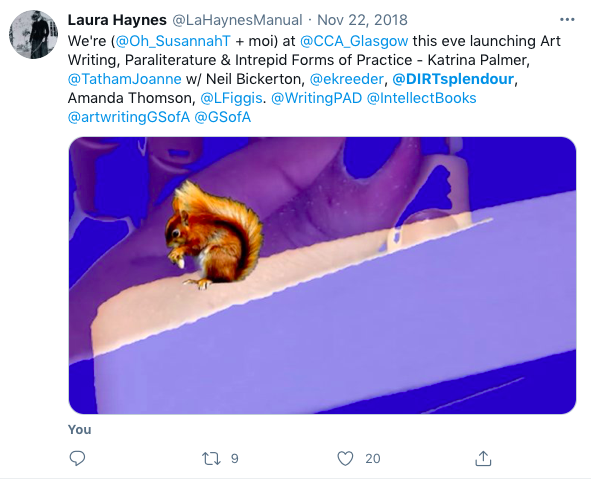 Laura Haynes @LaHaynesManual · Nov 22, 2018
We're (@Oh_SusannahT + moi) at @CCA_Glasgow this eve launching Art
Writing, Paraliterature & Intrepid Forms of Practice - Katrina Palmer,
@TathamJoanne w/ Neil Bickerton, @ekreeder, @DIRTsplendour,
Amanda Thomson, @LFiggis. @WritingPAD @IntellectBooks
@artwritingGSofA @GSofA
You
9 20